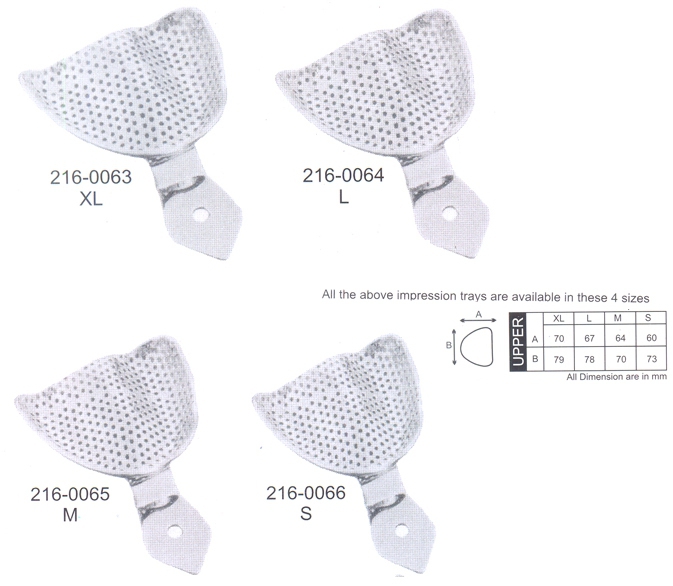 216-0063
XL
216-0064
L
All the above impression trays are available in these 4 sizes
A
B
UPPER
XL L M S
A 70 67 64 60
B 79 78 70 73
All Dimension are in mm
216-0065
M
216-0066
S